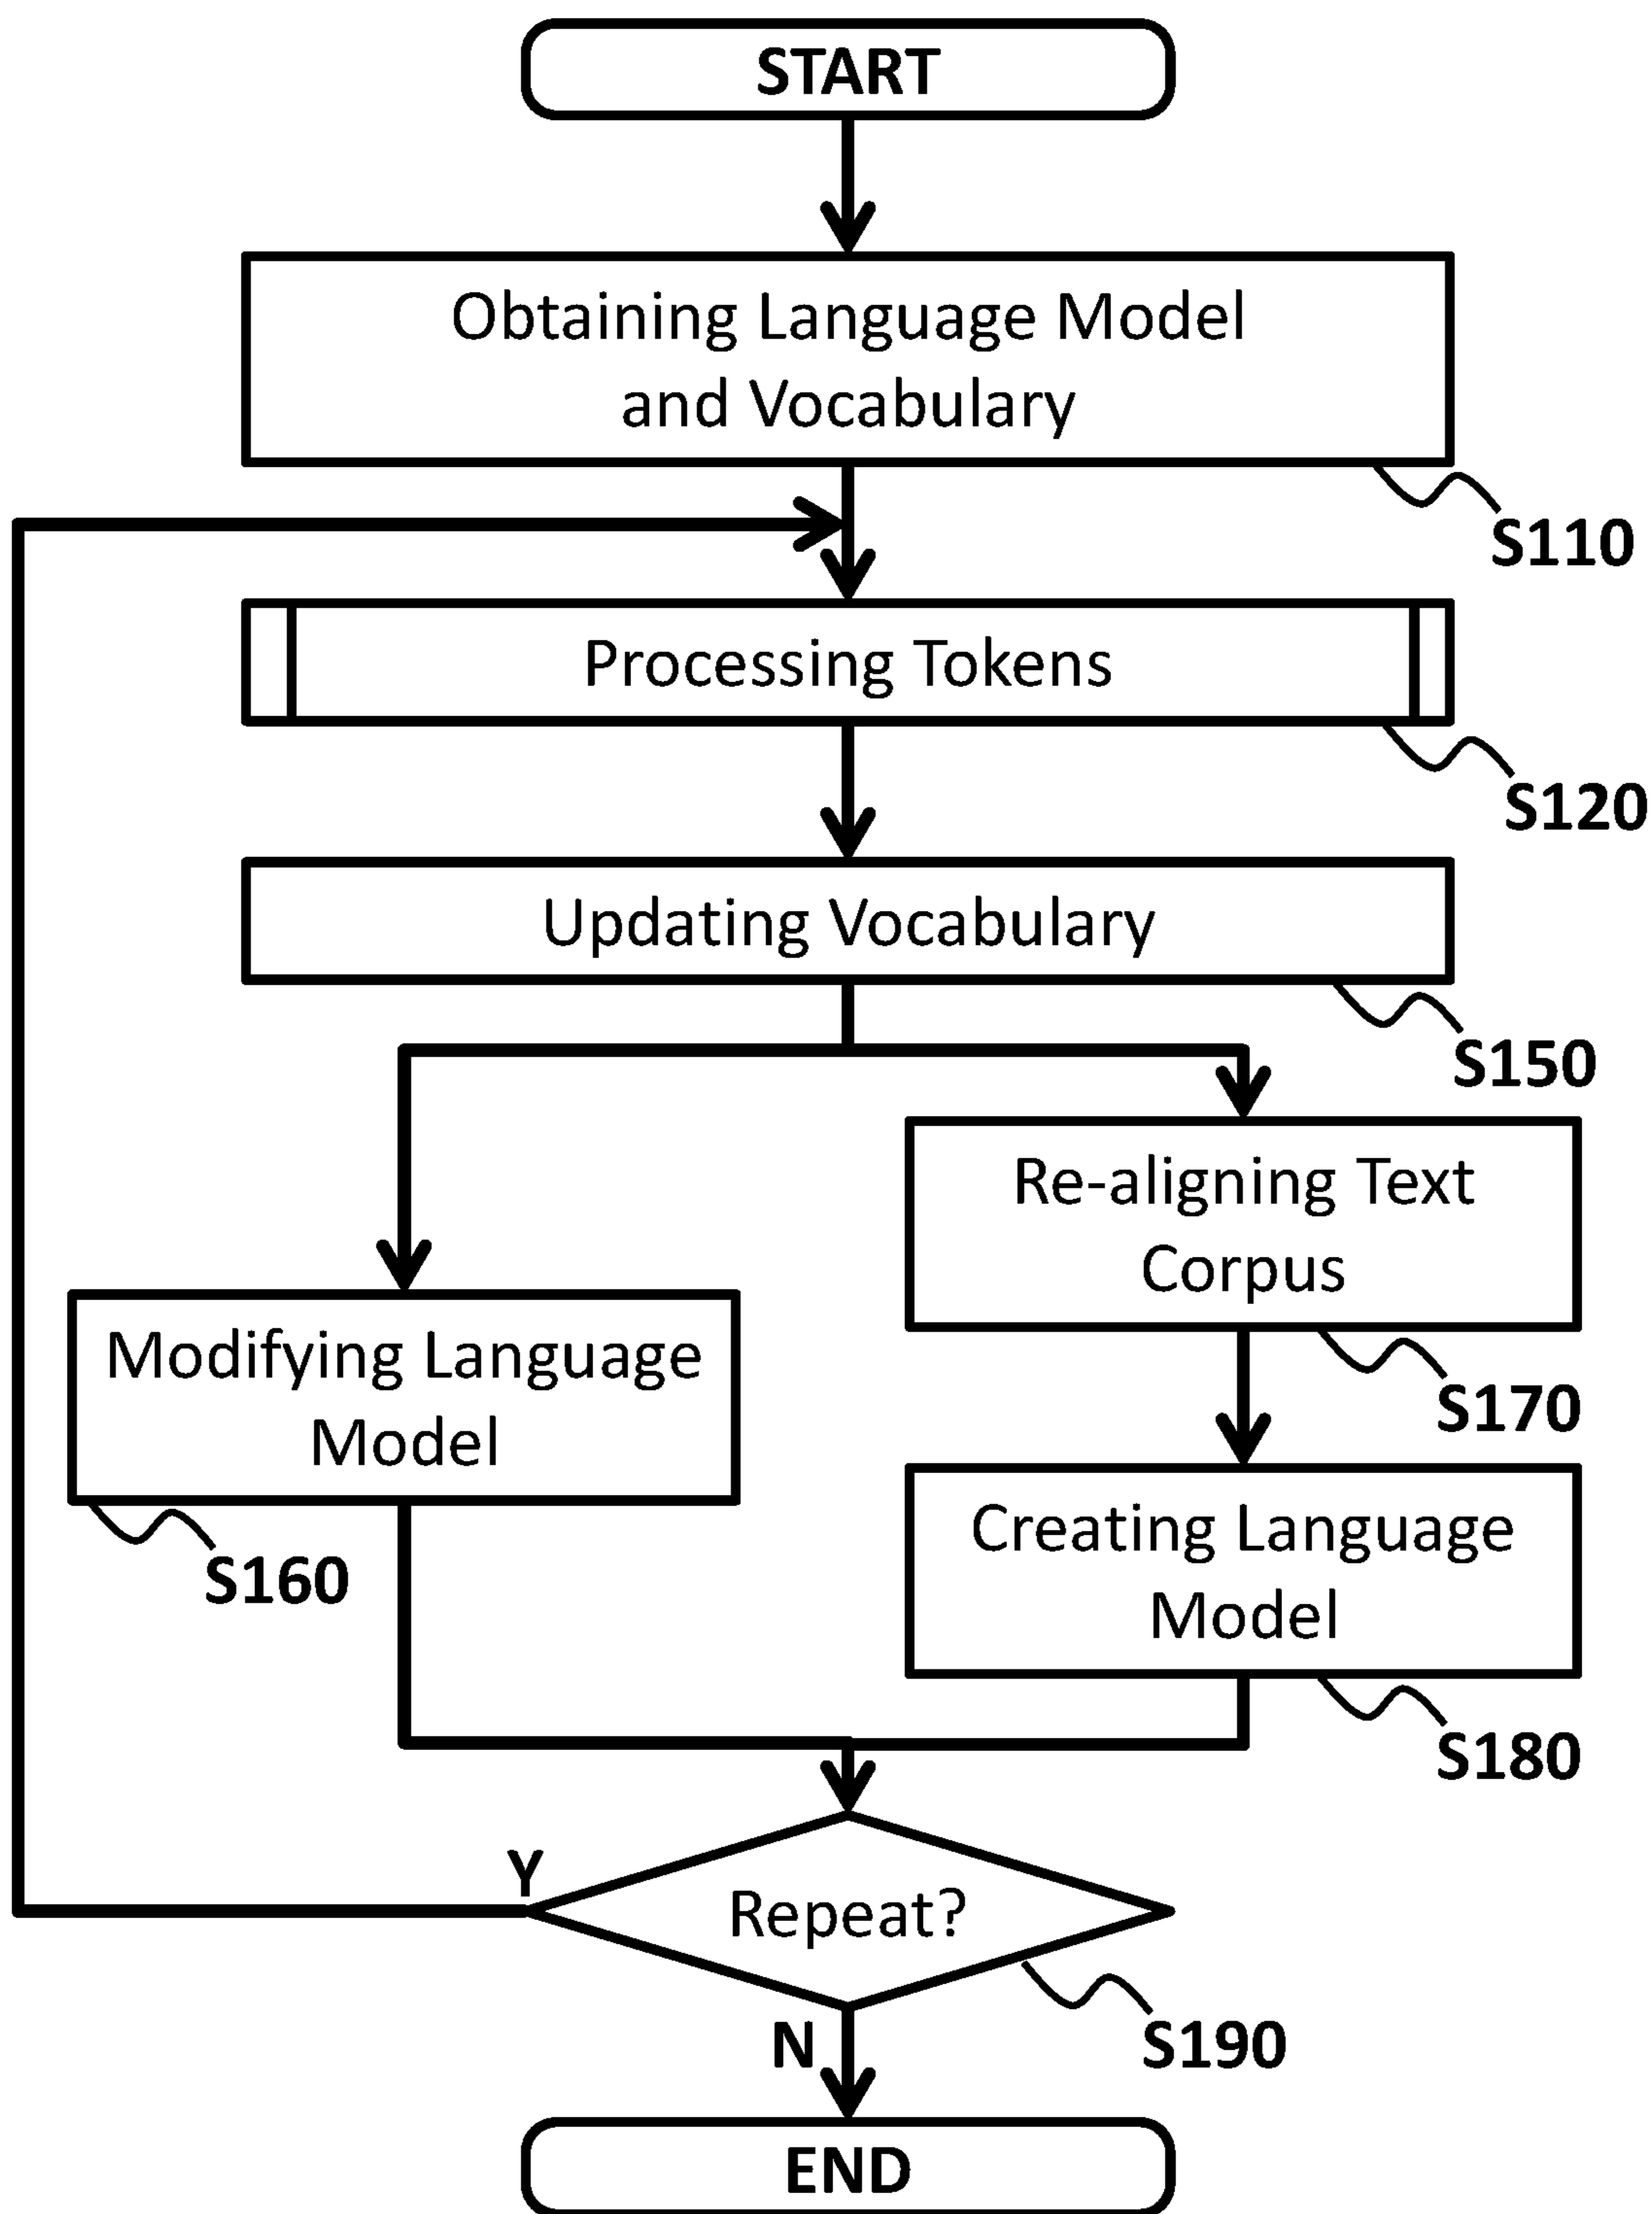 START
Obtaining Language Model
and Vocabulary
S110
Processing Tokens
S120
Updating Vocabulary
S150
Re-aligning Text
Corpus
S170
Modifying Language
Model
S160
Creating Language
Model
S180
Y
Repeat?
S190
N
END